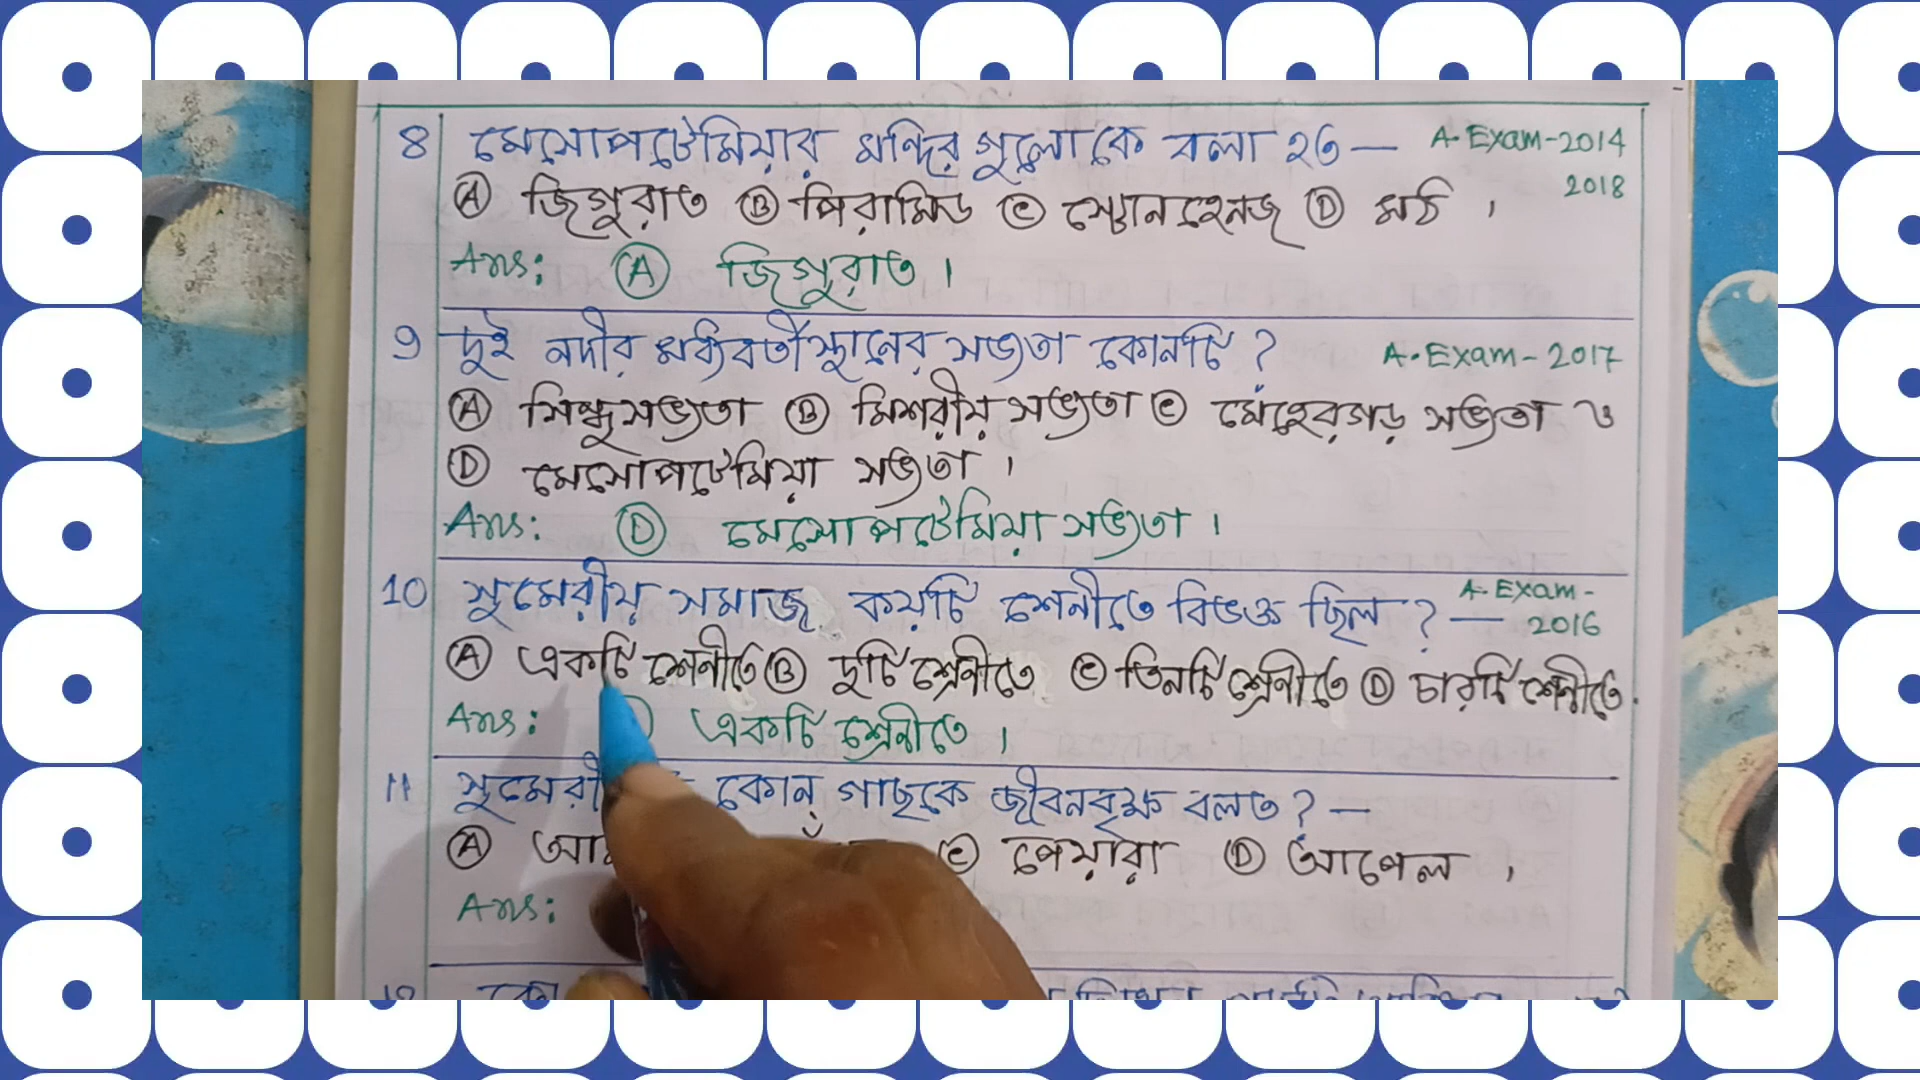 8 মেসোপটেমিয়ার মন্দিরগুলোকে বলা হত — A-Exam-2014
2018
Ⓐ জিগুরাত Ⓑ পিরামিড Ⓒ স্টোনহেনজ Ⓓ মঠ ।
Ans: Ⓐ জিগুরাত ।
9 দুই নদীর মধ্যবর্তীস্থানের সভ্যতা কোনটি ? A-Exam-2017
Ⓐ সিন্ধুসভ্যতা Ⓑ মিশরীয় সভ্যতা Ⓒ মেহেরগড় সভ্যতা ও
Ⓓ মেসোপটেমিয়া সভ্যতা ।
Ans: Ⓓ মেসোপটেমিয়া সভ্যতা ।
10 সুমেরীয় সমাজ কয়টি শ্রেনীতে বিভক্ত ছিল ? — A-Exam-
2016
Ⓐ একটি শ্রেনীতে Ⓑ দুটি শ্রেনীতে Ⓒ তিনটি শ্রেনীতে Ⓓ চারটি শ্রেনীতে.
Ans: একটি শ্রেনীতে ।
11 কোন গাছকে জীবনবৃক্ষ বলত ? —
Ⓐ Ⓒ পেয়ারা Ⓓ আপেল ,
Ans: